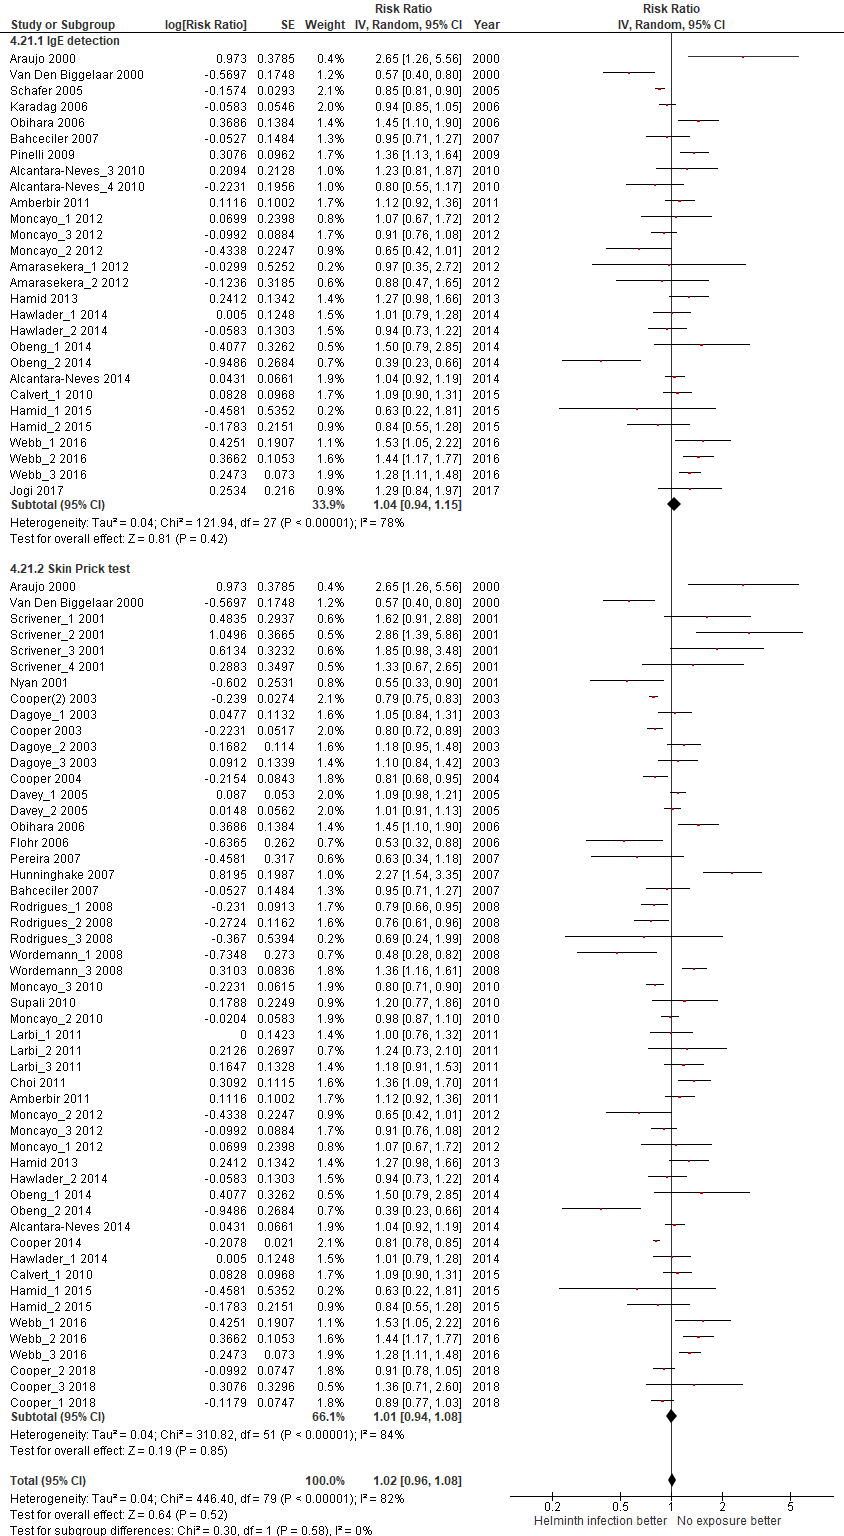 Risk Ratio Risk Ratio
Study or Subgroup log[Risk Ratio] SE Weight IV, Random, 95% CI Year IV, Random, 95% CI
4.21.1 IgE detection
Araujo 2000 0.973 0.3785 0.4% 2.65 [1.26, 5.56] 2000
Van Den Biggelaar 2000 -0.5697 0.1748 1.2% 0.57 [0.40, 0.80] 2000
Schafer 2005 -0.1574 0.0293 2.1% 0.85 [0.81, 0.90] 2005
Karadag 2006 -0.0583 0.0546 2.0% 0.94 [0.85, 1.05] 2006
Obihara 2006 0.3686 0.1384 1.4% 1.45 [1.10, 1.90] 2006
Bahceciler 2007 -0.0527 0.1484 1.4% 0.95 [0.71, 1.27] 2007
Pinelli 2009 0.3076 0.0962 1.7% 1.36 [1.13, 1.64] 2009
Alcantara-Neves_3 2010 0.2094 0.2128 1.0% 1.23 [0.81, 1.87] 2010
Alcantara-Neves_4 2010 -0.2231 0.1956 1.0% 0.80 [0.55, 1.17] 2010
Amberbir 2011 0.1116 0.1002 1.7% 1.12 [0.92, 1.36] 2011
Moncayo_1 2012 0.0699 0.2398 0.8% 1.07 [0.67, 1.72] 2012
Moncayo_3 2012 -0.0992 0.0884 1.7% 0.91 [0.76, 1.08] 2012
Moncayo_2 2012 -0.4338 0.2247 0.9% 0.65 [0.42, 1.01] 2012
Amarasekera_1 2012 -0.0299 0.5252 0.2% 0.97 [0.35, 2.72] 2012
Amarasekera_2 2012 -0.1236 0.3185 0.6% 0.88 [0.47, 1.65] 2012
Hamid 2013 0.2412 0.1342 1.4% 1.27 [0.98, 1.66] 2013
Hawlader_1 2014 0.005 0.1248 1.5% 1.01 [0.79, 1.28] 2014
Hawlader_2 2014 -0.0583 0.1303 1.5% 0.94 [0.73, 1.22] 2014
Obeng_1 2014 0.4077 0.3262 0.5% 1.50 [0.79, 2.85] 2014
Obeng_2 2014 -0.9486 0.2684 0.7% 0.39 [0.23, 0.66] 2014
Alcantara-Neves 2014 0.0431 0.0661 1.9% 1.04 [0.92, 1.19] 2014
Calvert_1 2010 0.0828 0.0968 1.7% 1.09 [0.90, 1.31] 2015
Hamid_1 2015 -0.4581 0.5352 0.2% 0.63 [0.22, 1.81] 2015
Hamid_2 2015 -0.1783 0.2151 0.9% 0.84 [0.55, 1.28] 2015
Webb_1 2016 0.4251 0.1907 1.1% 1.53 [1.05, 2.22] 2016
Webb_2 2016 0.3662 0.1053 1.6% 1.44 [1.17, 1.77] 2016
Webb_3 2016 0.2473 0.073 1.9% 1.28 [1.11, 1.48] 2016
Jogi 2017 0.2534 0.216 0.9% 1.29 [0.84, 1.97] 2017
Subtotal (95% CI) 33.9% 1.04 [0.94, 1.15]
Heterogeneity: Tau² = 0.04; Chi² = 121.94, df = 27 (P < 0.00001); I² = 78%
Test for overall effect: Z = 0.81 (P = 0.42)
4.21.2 Skin Prick test
Araujo 2000 0.973 0.3785 0.4% 2.65 [1.26, 5.56] 2000
Van Den Biggelaar 2000 -0.5697 0.1748 1.2% 0.57 [0.40, 0.80] 2000
Scrivener_1 2001 0.4835 0.2937 0.6% 1.62 [0.91, 2.88] 2001
Scrivener_2 2001 1.0496 0.3665 0.5% 2.86 [1.39, 5.86] 2001
Scrivener_3 2001 0.6134 0.3232 0.5% 1.85 [0.98, 3.48] 2001
Scrivener_4 2001 0.2883 0.3497 0.5% 1.33 [0.67, 2.65] 2001
Nyan 2001 -0.602 0.2531 0.8% 0.55 [0.33, 0.90] 2001
Cooper(2) 2003 -0.239 0.0274 2.1% 0.79 [0.75, 0.83] 2003
Dagoye_1 2003 0.0477 0.1132 1.6% 1.05 [0.84, 1.31] 2003
Cooper 2003 -0.2231 0.0517 2.0% 0.80 [0.72, 0.89] 2003
Dagoye_2 2003 0.1682 0.114 1.6% 1.18 [0.95, 1.48] 2003
Dagoye_3 2003 0.0912 0.1339 1.4% 1.10 [0.84, 1.42] 2003
Cooper 2004 -0.2154 0.0843 1.8% 0.81 [0.68, 0.95] 2004
Davey_1 2005 0.087 0.053 2.0% 1.09 [0.98, 1.21] 2005
Davey_2 2005 0.0148 0.0562 2.0% 1.01 [0.91, 1.13] 2005
Obihara 2006 0.3686 0.1384 1.4% 1.45 [1.10, 1.90] 2006
Flohr 2006 -0.6365 0.262 0.7% 0.53 [0.32, 0.88] 2006
Pereira 2007 -0.4581 0.317 0.6% 0.63 [0.34, 1.18] 2007
Hunninghake 2007 0.8195 0.1987 1.0% 2.27 [1.54, 3.35] 2007
Bahceciler 2007 -0.0527 0.1484 1.4% 0.95 [0.71, 1.27] 2007
Rodrigues_1 2008 -0.231 0.0913 1.7% 0.79 [0.66, 0.95] 2008
Rodrigues_2 2008 -0.2724 0.1162 1.6% 0.76 [0.61, 0.96] 2008
Rodrigues_3 2008 -0.367 0.5394 0.2% 0.69 [0.24, 1.99] 2008
Wordemann_1 2008 -0.7348 0.273 0.7% 0.48 [0.28, 0.82] 2008
Wordemann_3 2008 0.3103 0.0836 1.8% 1.36 [1.16, 1.61] 2008
Moncayo_3 2010 -0.2231 0.0615 1.9% 0.80 [0.71, 0.90] 2010
Supali 2010 0.1788 0.2249 0.9% 1.20 [0.77, 1.86] 2010
Moncayo_2 2010 -0.0204 0.0583 1.9% 0.98 [0.87, 1.10] 2010
Larbi_1 2011 0 0.1423 1.4% 1.00 [0.76, 1.32] 2011
Larbi_2 2011 0.2126 0.2697 0.7% 1.24 [0.73, 2.10] 2011
Larbi_3 2011 0.1647 0.1328 1.4% 1.18 [0.91, 1.53] 2011
Choi 2011 0.3092 0.1115 1.6% 1.36 [1.09, 1.70] 2011
Amberbir 2011 0.1116 0.1002 1.7% 1.12 [0.92, 1.36] 2011
Moncayo_2 2012 -0.4338 0.2247 0.9% 0.65 [0.42, 1.01] 2012
Moncayo_3 2012 -0.0992 0.0884 1.7% 0.91 [0.76, 1.08] 2012
Moncayo_1 2012 0.0699 0.2398 0.8% 1.07 [0.67, 1.72] 2012
Hamid 2013 0.2412 0.1342 1.4% 1.27 [0.98, 1.66] 2013
Hawlader_2 2014 -0.0583 0.1303 1.5% 0.94 [0.73, 1.22] 2014
Obeng_1 2014 0.4077 0.3262 0.5% 1.50 [0.79, 2.85] 2014
Obeng_2 2014 -0.9486 0.2684 0.7% 0.39 [0.23, 0.66] 2014
Alcantara-Neves 2014 0.0431 0.0661 1.9% 1.04 [0.92, 1.19] 2014
Cooper 2014 -0.2078 0.021 2.1% 0.81 [0.78, 0.85] 2014
Hawlader_1 2014 0.005 0.1248 1.5% 1.01 [0.79, 1.28] 2014
Calvert_1 2010 0.0828 0.0968 1.7% 1.09 [0.90, 1.31] 2015
Hamid_1 2015 -0.4581 0.5352 0.2% 0.63 [0.22, 1.81] 2015
Hamid_2 2015 -0.1783 0.2151 0.9% 0.84 [0.55, 1.28] 2015
Webb_1 2016 0.4251 0.1907 1.1% 1.53 [1.05, 2.22] 2016
Webb_2 2016 0.3662 0.1053 1.6% 1.44 [1.17, 1.77] 2016
Webb_3 2016 0.2473 0.073 1.9% 1.28 [1.11, 1.48] 2016
Cooper_2 2018 -0.0992 0.0747 1.8% 0.91 [0.78, 1.05] 2018
Cooper_3 2018 0.3076 0.3296 0.5% 1.36 [0.71, 2.60] 2018
Cooper_1 2018 -0.1179 0.0747 1.8% 0.89 [0.77, 1.03] 2018
Subtotal (95% CI) 66.1% 1.01 [0.94, 1.08]
Heterogeneity: Tau² = 0.04; Chi² = 310.82, df = 51 (P < 0.00001); I² = 84%
Test for overall effect: Z = 0.19 (P = 0.85)
Total (95% CI) 100.0% 1.02 [0.96, 1.08]
Heterogeneity: Tau² = 0.04; Chi² = 446.40, df = 79 (P < 0.00001); I² = 82%
Test for overall effect: Z = 0.64 (P = 0.52)
Test for subgroup differences: Chi² = 0.30, df = 1 (P = 0.58), I² = 0%
0.2 0.5 1 2 5
Helminth infection better No exposure better